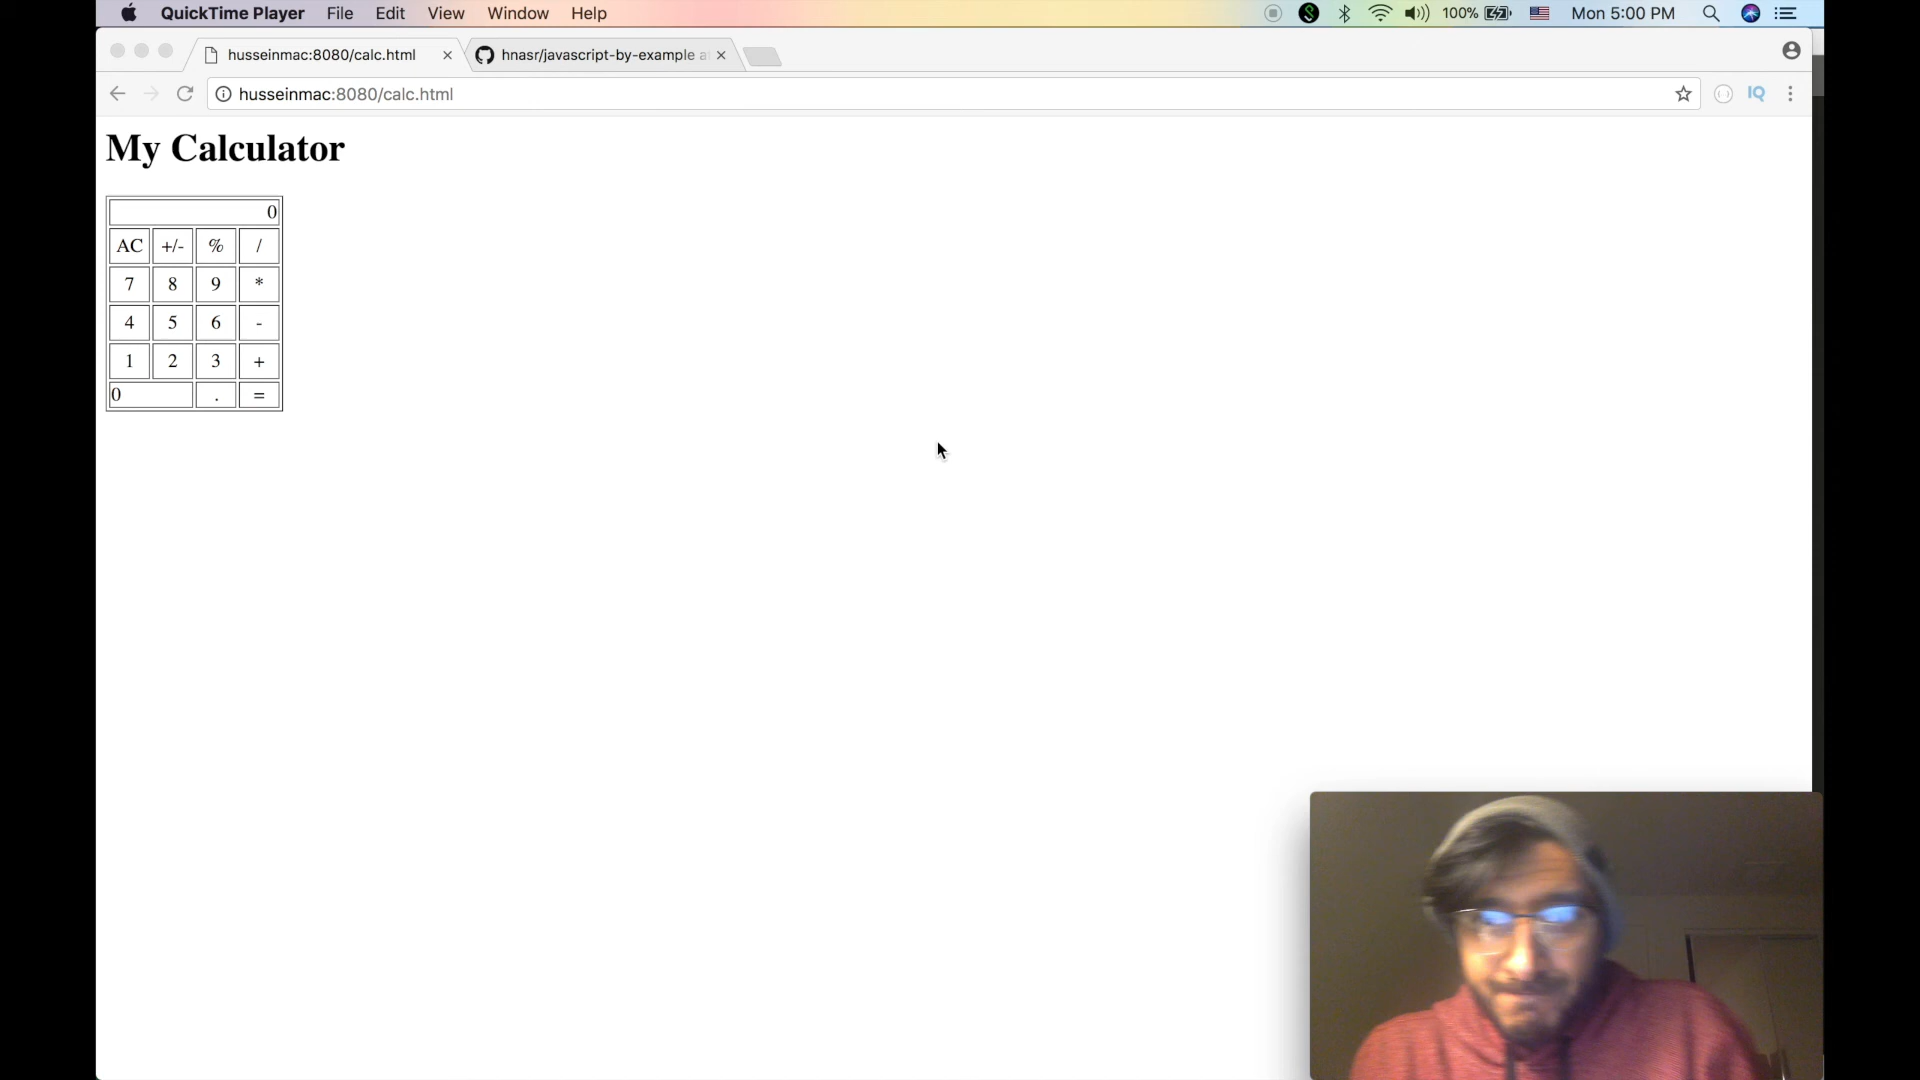 QuickTime Player File Edit View Window Help 100% Mon 5:00 PM
husseinmac:8080/calc.html hnasr/javascript-by-example a
husseinmac:8080/calc.html IQ
My Calculator
0
AC +/- % /
7 8 9 *
4 5 6 -
1 2 3 +
0 . =